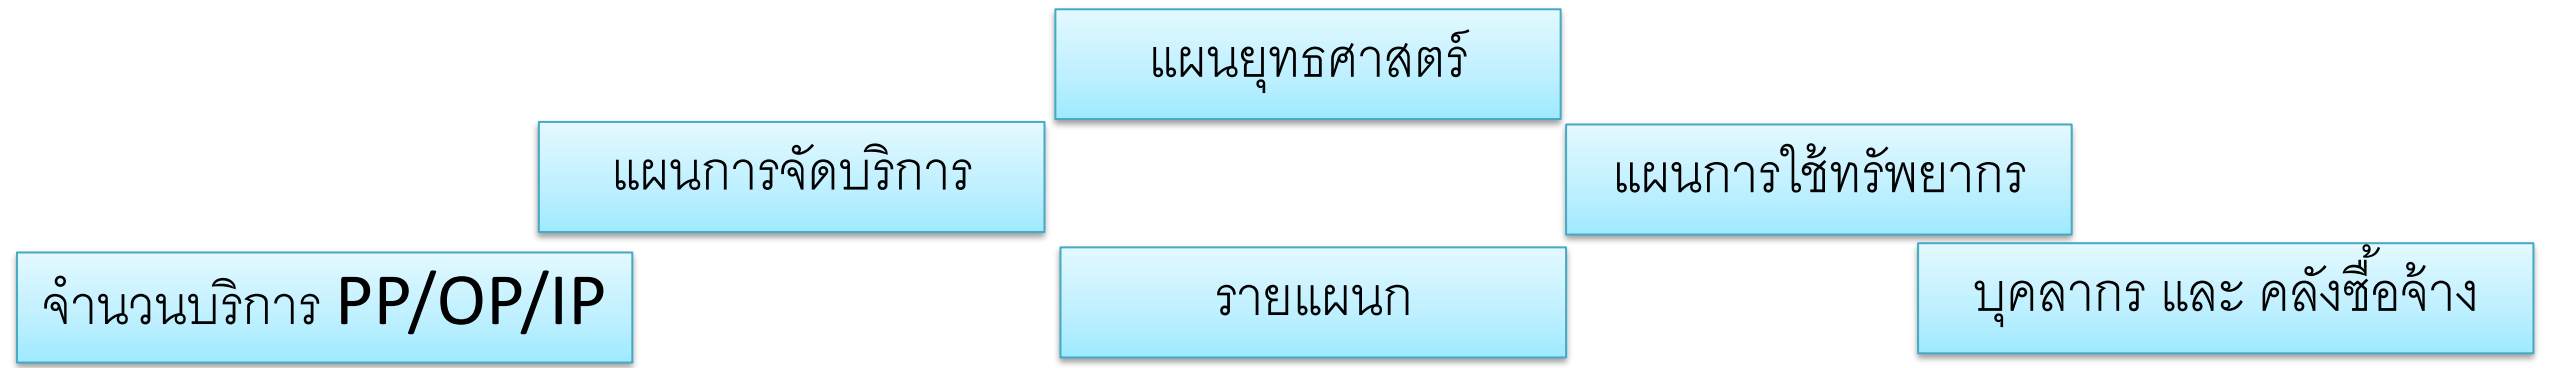 แผนยุทธศาสตร์
แผนการจัดบริการ
แผนการใช้ทรัพยากร
จำนวนบริการ PP/OP/IP
รายแผนก
บุคลากร และ คลังซื้อจ้าง